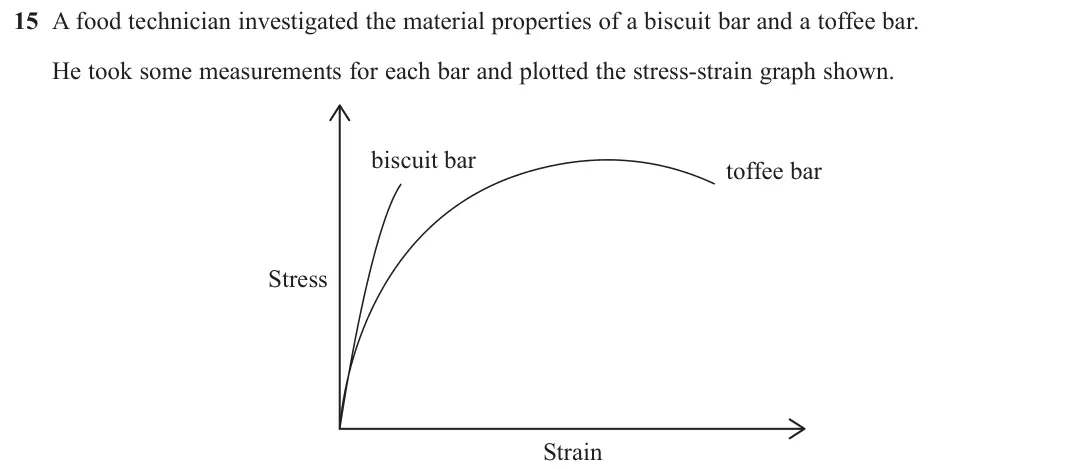 15 A food technician investigated the material properties of a biscuit bar and a toffee bar.
He took some measurements for each bar and plotted the stress-strain graph shown.
biscuit bar
toffee bar
Stress
Strain